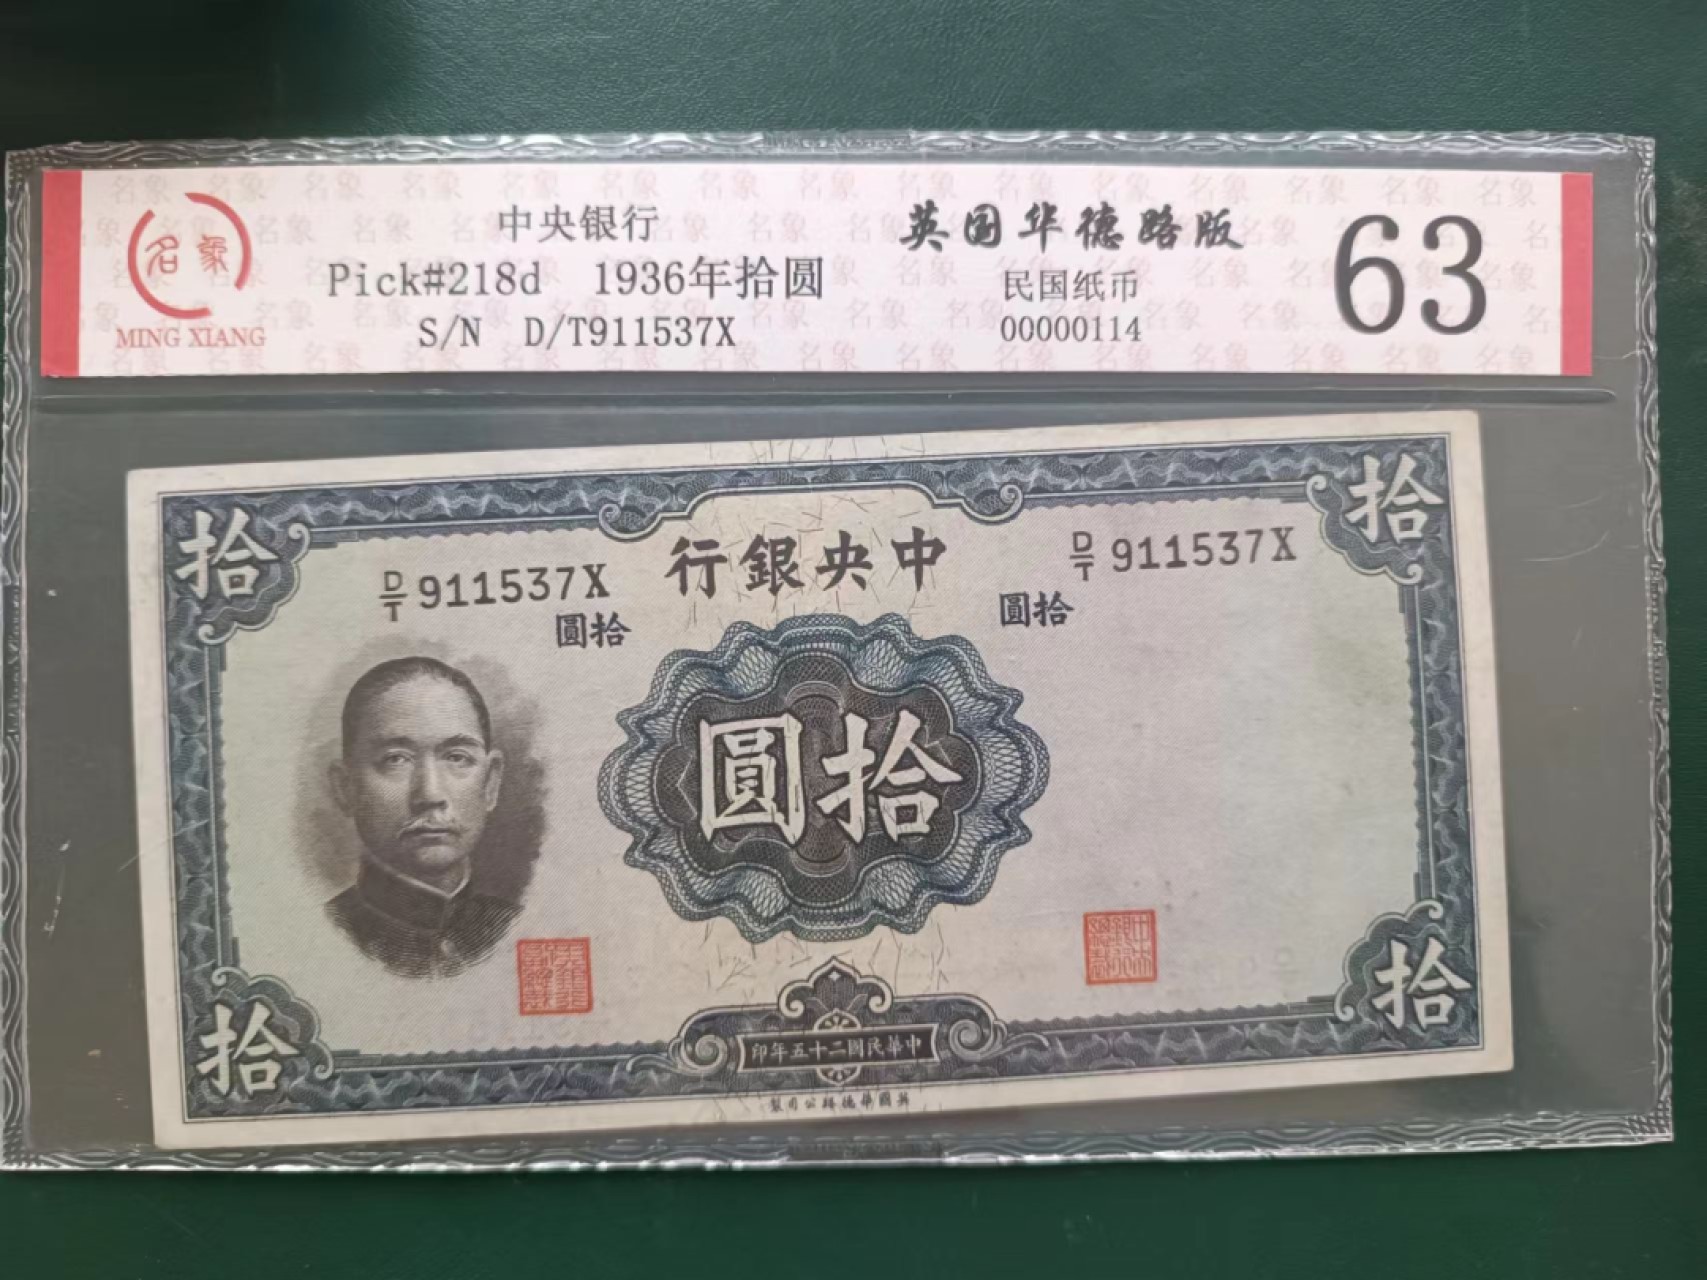 名象
MING XIANG
中央银行
Pick#218d 1936年拾圆
S/N D/T911537X
英国华德路版
民国纸币
00000114
63
拾
拾
D/T 911537X
行銀央中
D/T 911537X
圓拾
圓拾
圓拾
印年五十二國民華中
拾
拾
製司公路德華國英